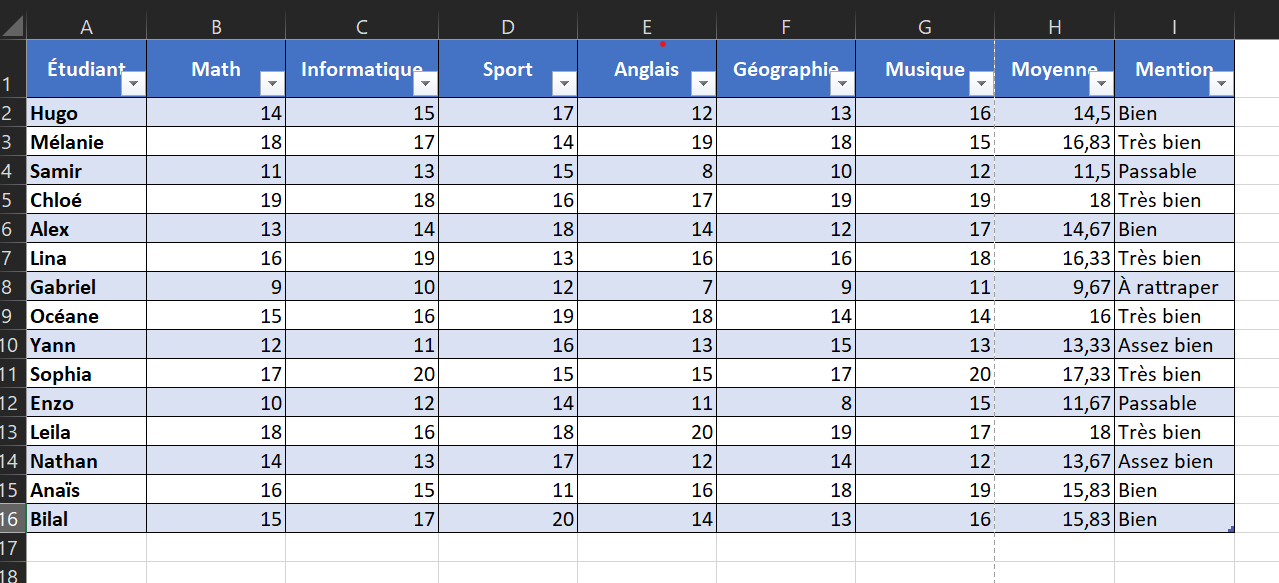 A B C D E F G H I
1 Étudiant Math Informatique Sport Anglais Géographie Musique Moyenne Mention
2 Hugo 14 15 17 12 13 16 14,5 Bien
3 Mélanie 18 17 14 19 18 15 16,83 Très bien
4 Samir 11 13 15 8 10 12 11,5 Passable
5 Chloé 19 18 16 17 19 19 18 Très bien
6 Alex 13 14 18 14 12 17 14,67 Bien
7 Lina 16 19 13 16 16 18 16,33 Très bien
8 Gabriel 9 10 12 7 9 11 9,67 À rattraper
9 Océane 15 16 19 18 14 14 16 Très bien
10 Yann 12 11 16 13 15 13 13,33 Assez bien
11 Sophia 17 20 15 15 17 20 17,33 Très bien
12 Enzo 10 12 14 11 8 15 11,67 Passable
13 Leila 18 16 18 20 19 17 18 Très bien
14 Nathan 14 13 17 12 14 12 13,67 Assez bien
15 Anaïs 16 15 11 16 18 19 15,83 Bien
16 Bilal 15 17 20 14 13 16 15,83 Bien
17
18